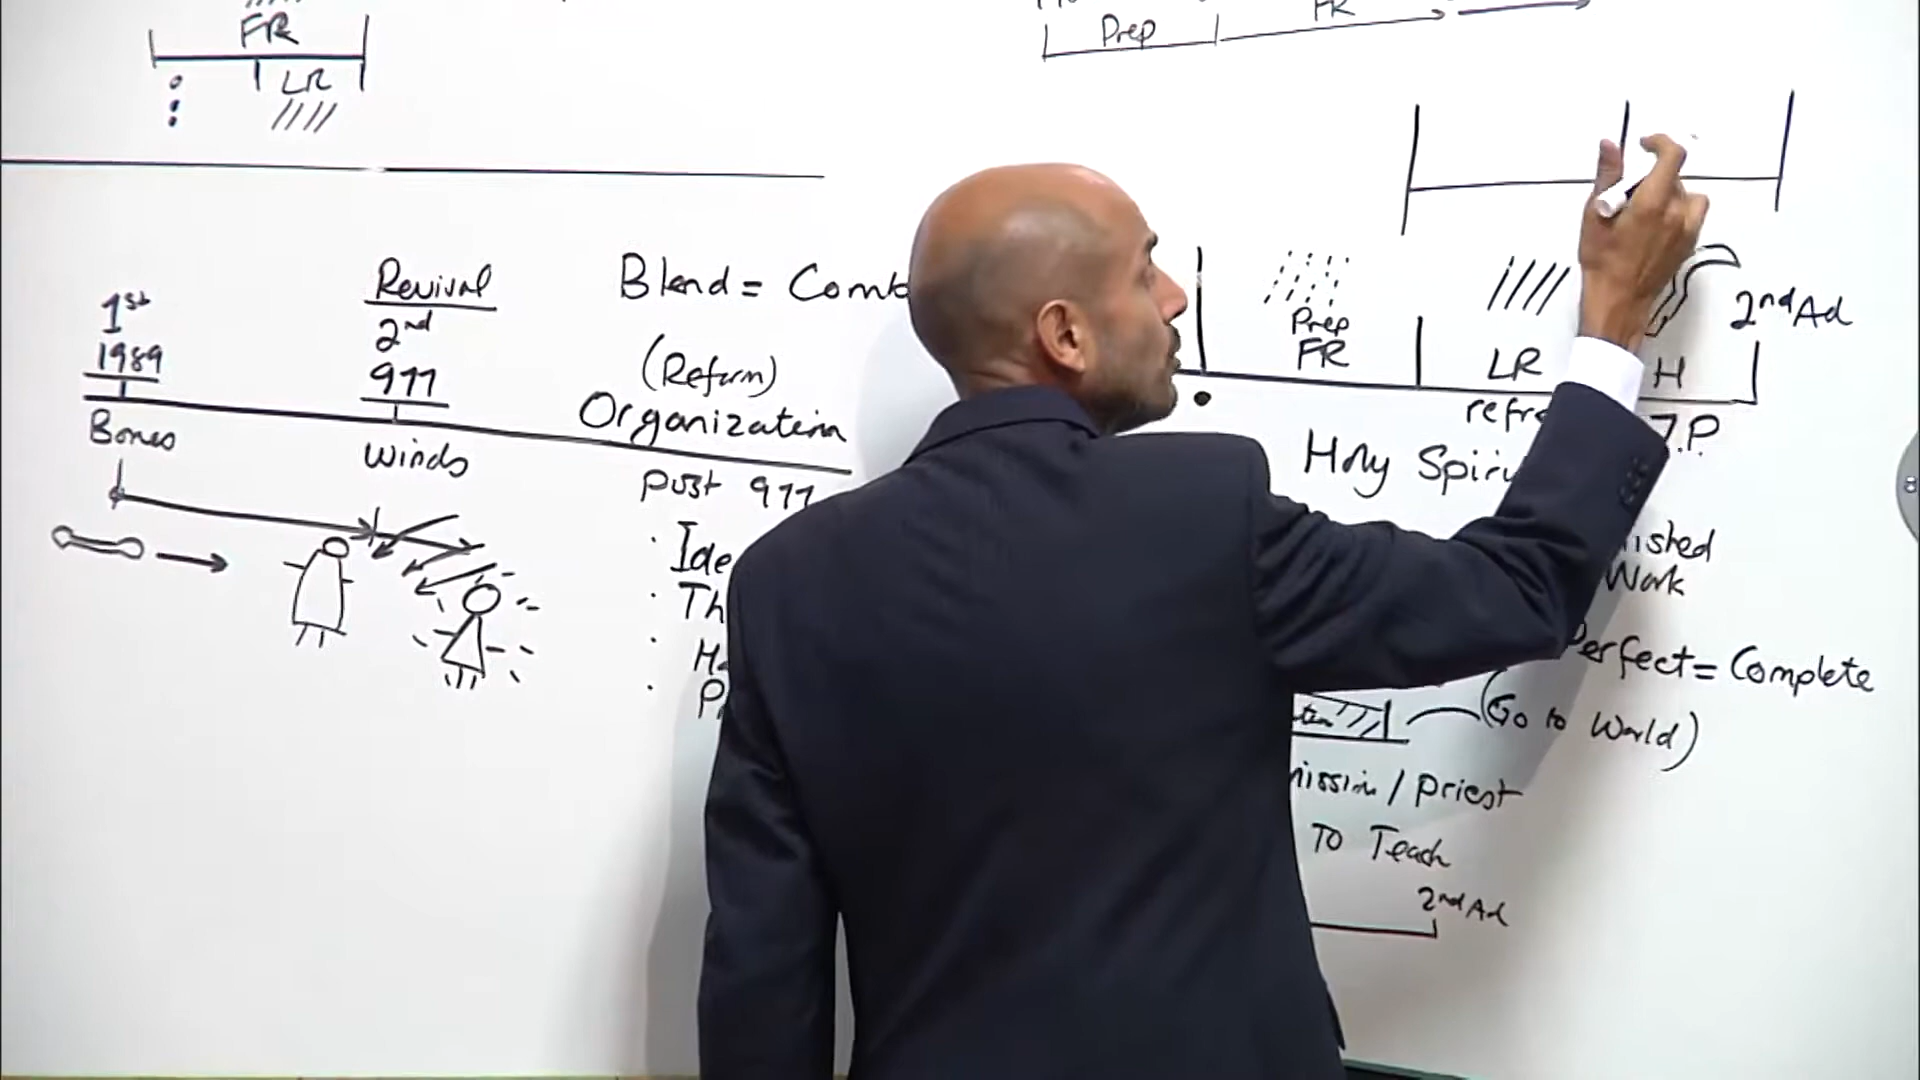 FR
LR
Prep
FR
1st
1989
Bones
Revival
2nd
911
winds
Blend = Comb
(Reform)
Organization
post 911
· Ide
· Th
Prep
FR
LR
H
2nd Ad
refre
J.P.
Holy Spiri
ished
Work
Perfect = Complete
(Go to World)
mission / Priest
To Teach
2nd Ad